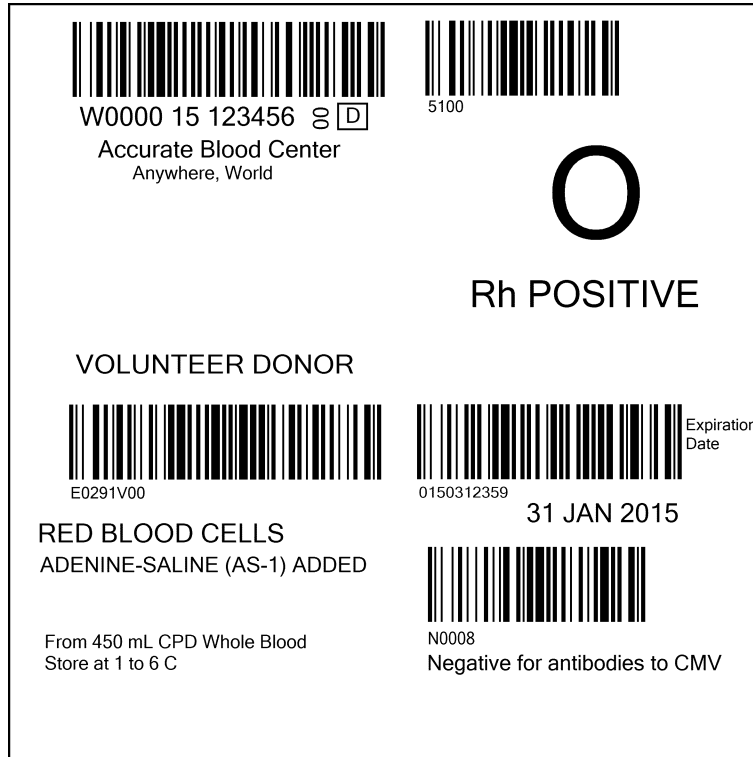 W0000 15 123456 00 D
Accurate Blood Center
Anywhere, World
5100
O
Rh POSITIVE
VOLUNTEER DONOR
E0291V00
RED BLOOD CELLS
ADENINE-SALINE (AS-1) ADDED
From 450 mL CPD Whole Blood
Store at 1 to 6 C
Expiration
Date
0150312359
31 JAN 2015
N0008
Negative for antibodies to CMV